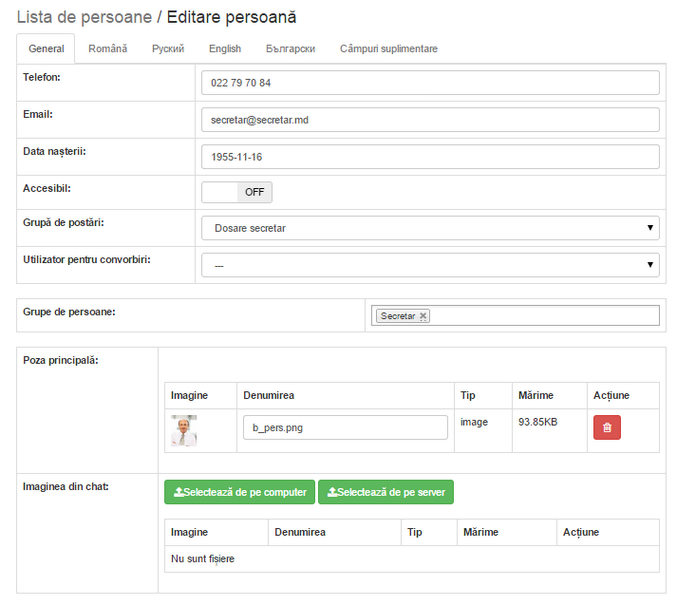 Lista de persoane / Editare persoană
General Română Руский English Български Câmpuri suplimentare
Telefon: 022 79 70 84
Email: secretar@secretar.md
Data nașterii: 1955-11-16
Accesibil: OFF
Grupă de postări: Dosare secretar
Utilizator pentru convorbiri: ---
Grupe de persoane: Secretar ×
Poza principală:
Imagine Denumirea Tip Mărime Acțiune
b_pers.png image 93.85KB
Imaginea din chat: Selectează de pe computer Selectează de pe server
Imagine Denumirea Tip Mărime Acțiune
Nu sunt fișiere